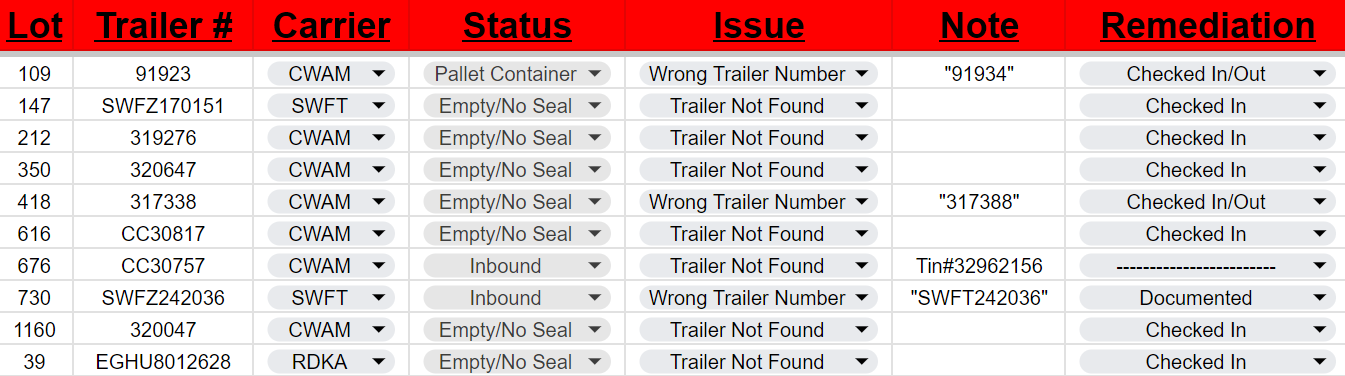 Lot Trailer # Carrier Status Issue Note Remediation
109 91923 CWAM Pallet Container Wrong Trailer Number "91934" Checked In/Out
147 SWFZ170151 SWFT Empty/No Seal Trailer Not Found Checked In
212 319276 CWAM Empty/No Seal Trailer Not Found Checked In
350 320647 CWAM Empty/No Seal Trailer Not Found Checked In
418 317338 CWAM Empty/No Seal Wrong Trailer Number "317388" Checked In/Out
616 CC30817 CWAM Empty/No Seal Trailer Not Found Checked In
676 CC30757 CWAM Inbound Trailer Not Found Tin#32962156 -------------------------
730 SWFZ242036 SWFT Inbound Wrong Trailer Number "SWFT242036" Documented
1160 320047 CWAM Empty/No Seal Trailer Not Found Checked In
39 EGHU8012628 RDKA Empty/No Seal Trailer Not Found Checked In